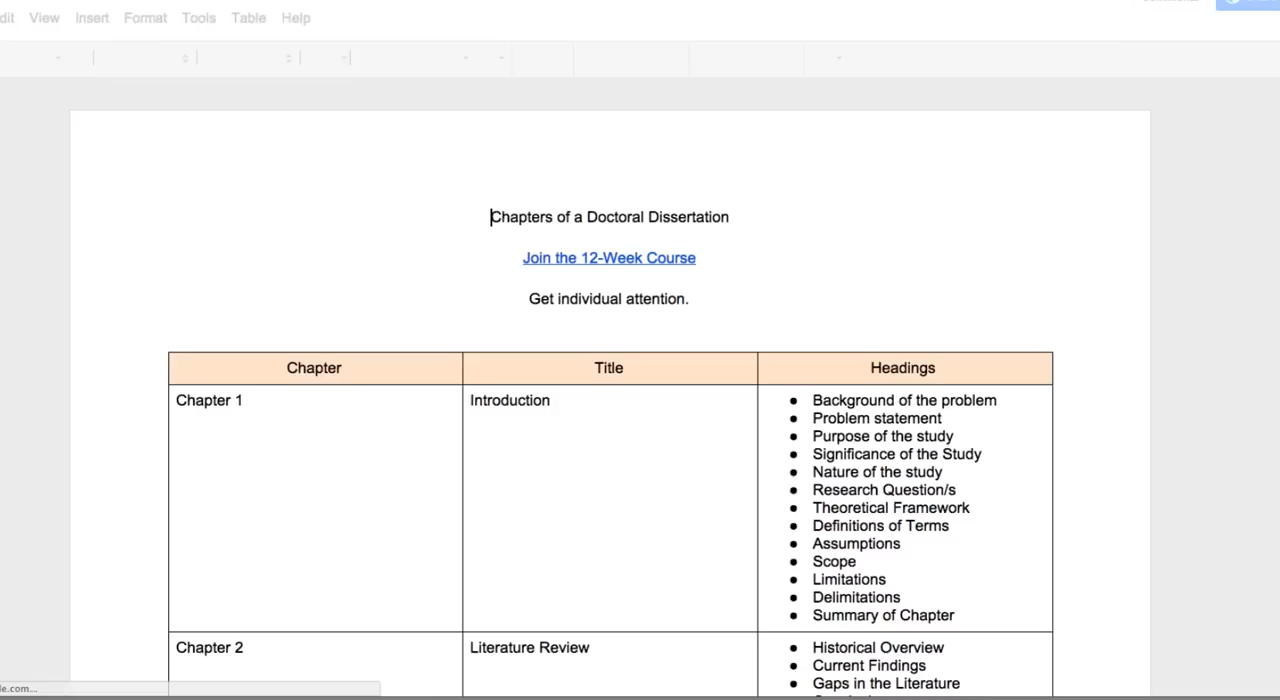 View Insert Format Tools Table Help
Chapters of a Doctoral Dissertation
Join the 12-Week Course
Get individual attention.
Chapter Title Headings
Chapter 1 Introduction
● Background of the problem
● Problem statement
● Purpose of the study
● Significance of the Study
● Nature of the study
● Research Question/s
● Theoretical Framework
● Definitions of Terms
● Assumptions
● Scope
● Limitations
● Delimitations
● Summary of Chapter
Chapter 2 Literature Review
● Historical Overview
● Current Findings
● Gaps in the Literature
le.com...